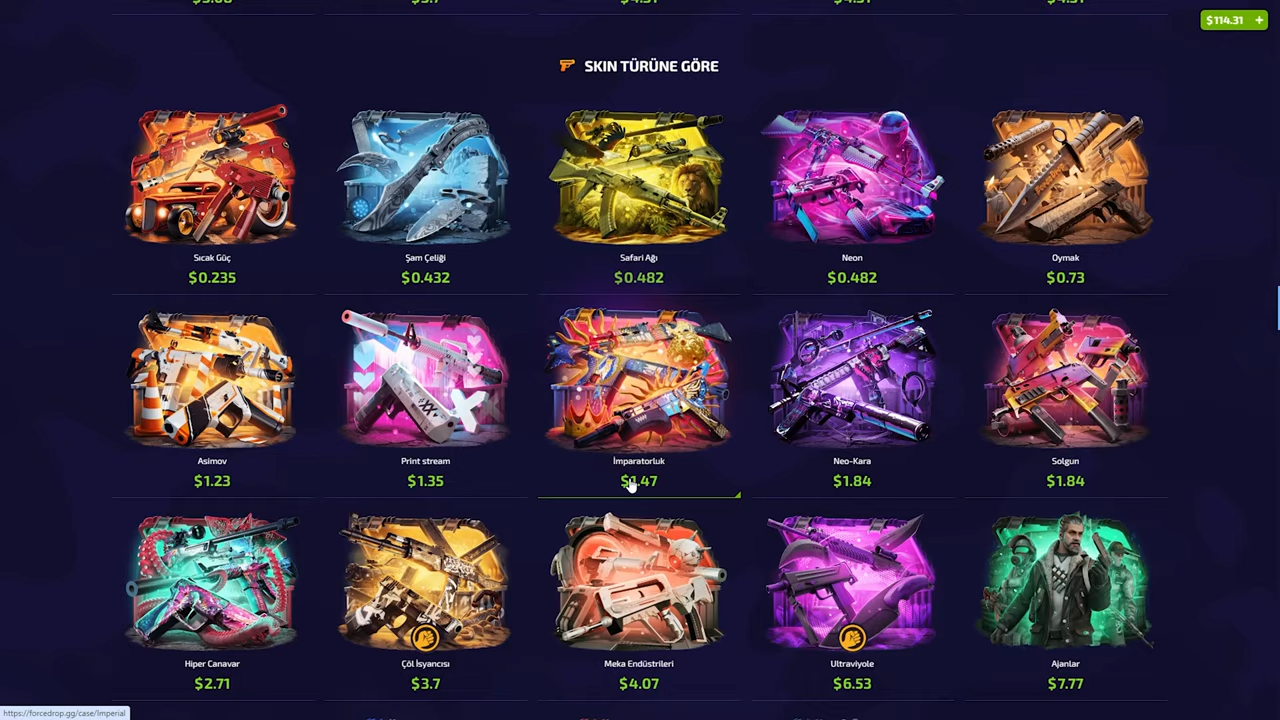 $114.31 +
SKIN TÜRÜNE GÖRE
Sıcak Güç
$0.235
Şam Çeliği
$0.432
Safari Ağı
$0.482
Neon
$0.482
Oymak
$0.73
Asimov
$1.23
Print stream
$1.35
İmparatorluk
$1.47
Neo-Kara
$1.84
Solgun
$1.84
Hiper Canavar
$2.71
Çöl İsyancısı
$3.7
Meka Endüstrileri
$4.07
Ultraviyole
$6.53
Ajanlar
$7.77
https://forcedrop.gg/case/Imperial